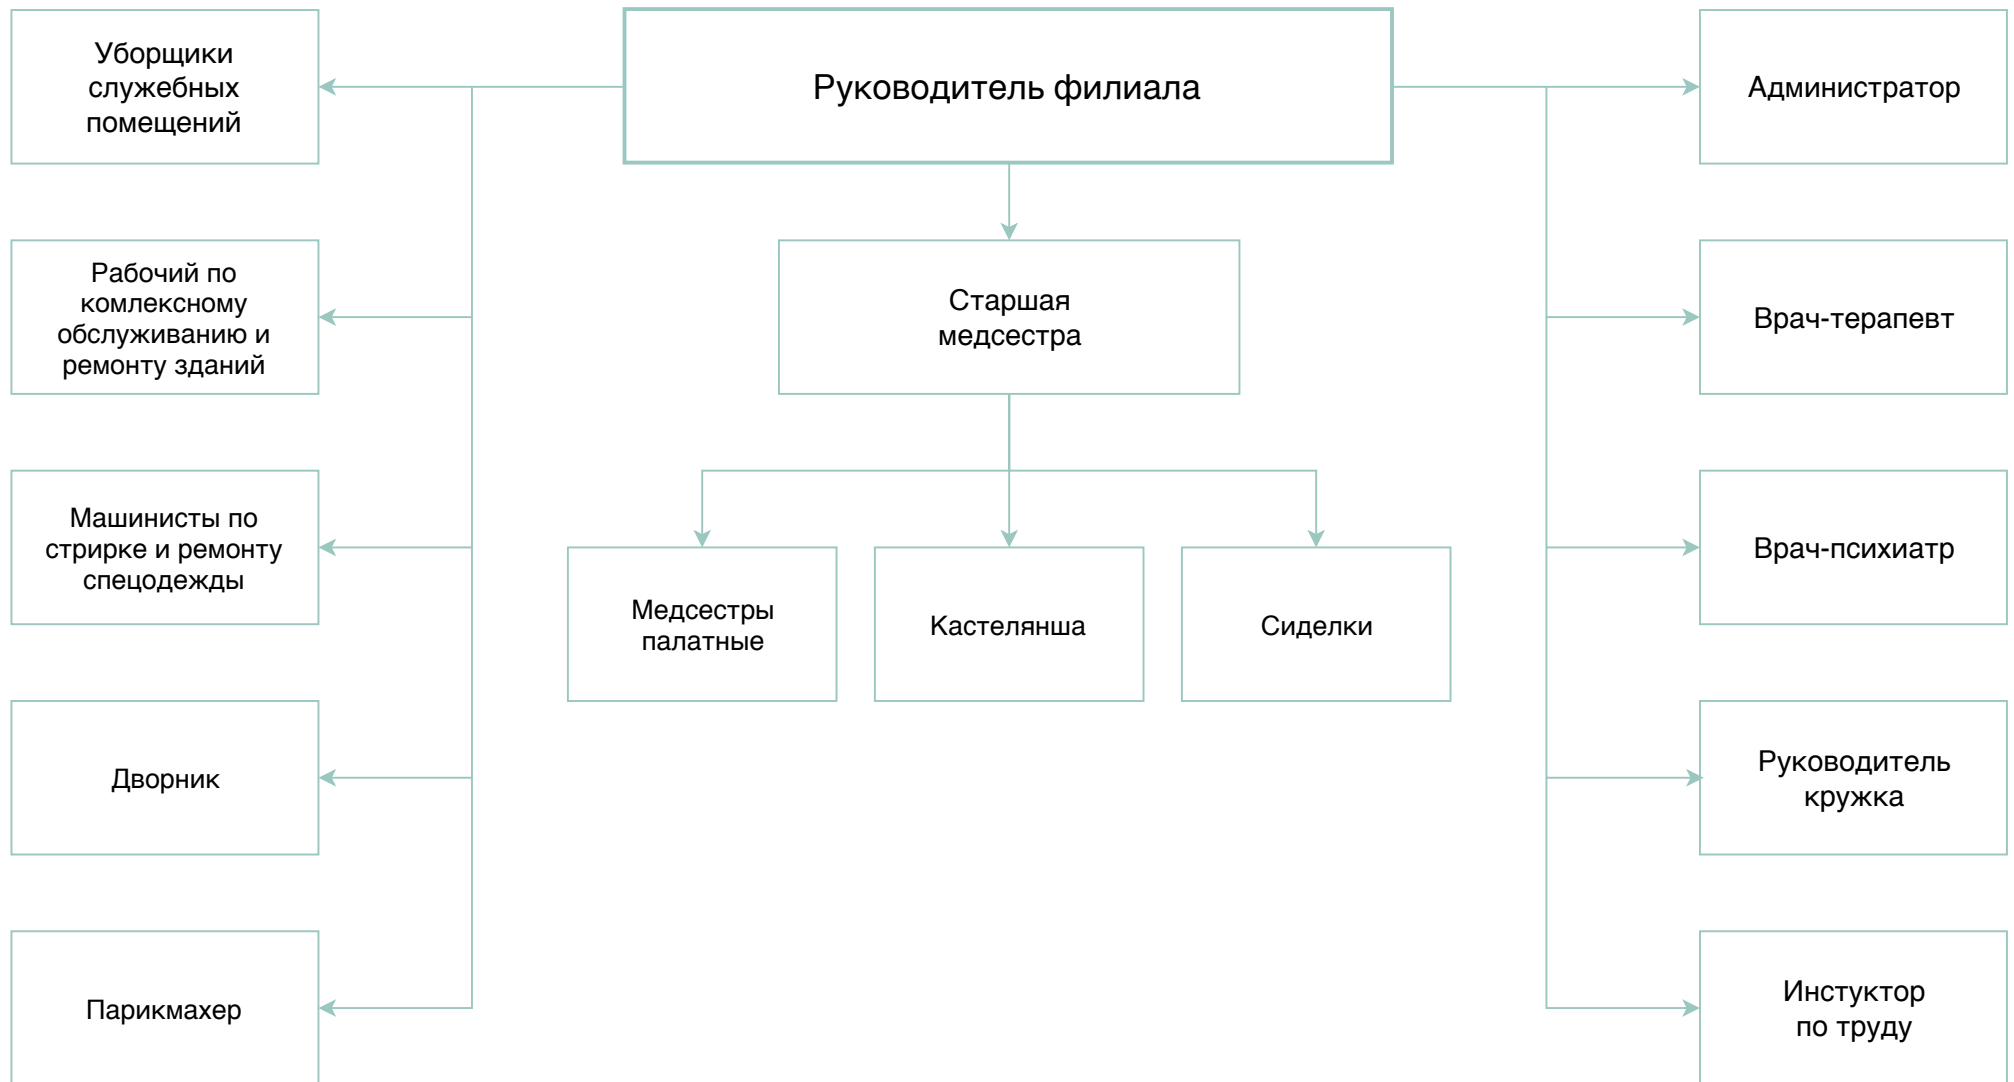 Уборщики
служебных
помещений
Руководитель филиала
Администратор
Рабочий по
комлексному
обслуживанию и
ремонту зданий
Старшая
медсестра
Врач-терапевт
Машинисты по
стрирке и ремонту
спецодежды
Медсестры
палатные
Кастелянша
Сиделки
Врач-психиатр
Дворник
Руководитель
кружка
Парикмахер
Инстуктор
по труду